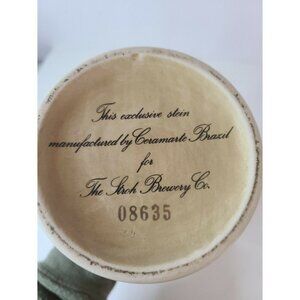 This exclusive stein
manufactured by Ceramarte Brazil
for
The Stroh Brewery Co.
08635